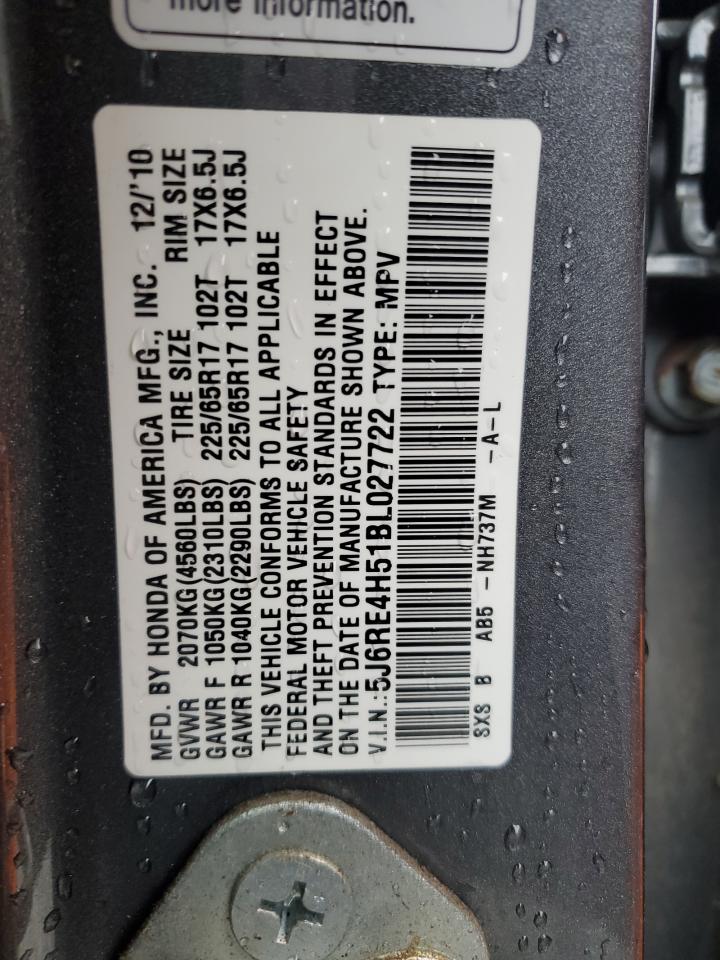 more information.
MFD. BY HONDA OF AMERICA MFG., INC. 12/'10
GVWR 2070KG(4560LBS) TIRE SIZE RIM SIZE
GAWR F 1050KG(2310LBS) 225/65R17 102T 17X6.5J
GAWR R 1040KG(2290LBS) 225/65R17 102T 17X6.5J
THIS VEHICLE CONFORMS TO ALL APPLICABLE
FEDERAL MOTOR VEHICLE SAFETY
AND THEFT PREVENTION STANDARDS IN EFFECT
ON THE DATE OF MANUFACTURE SHOWN ABOVE.
V.I.N.:5J6RE4H51BL027722 TYPE: MPV
SXS B AB5 -NH737M -A-L